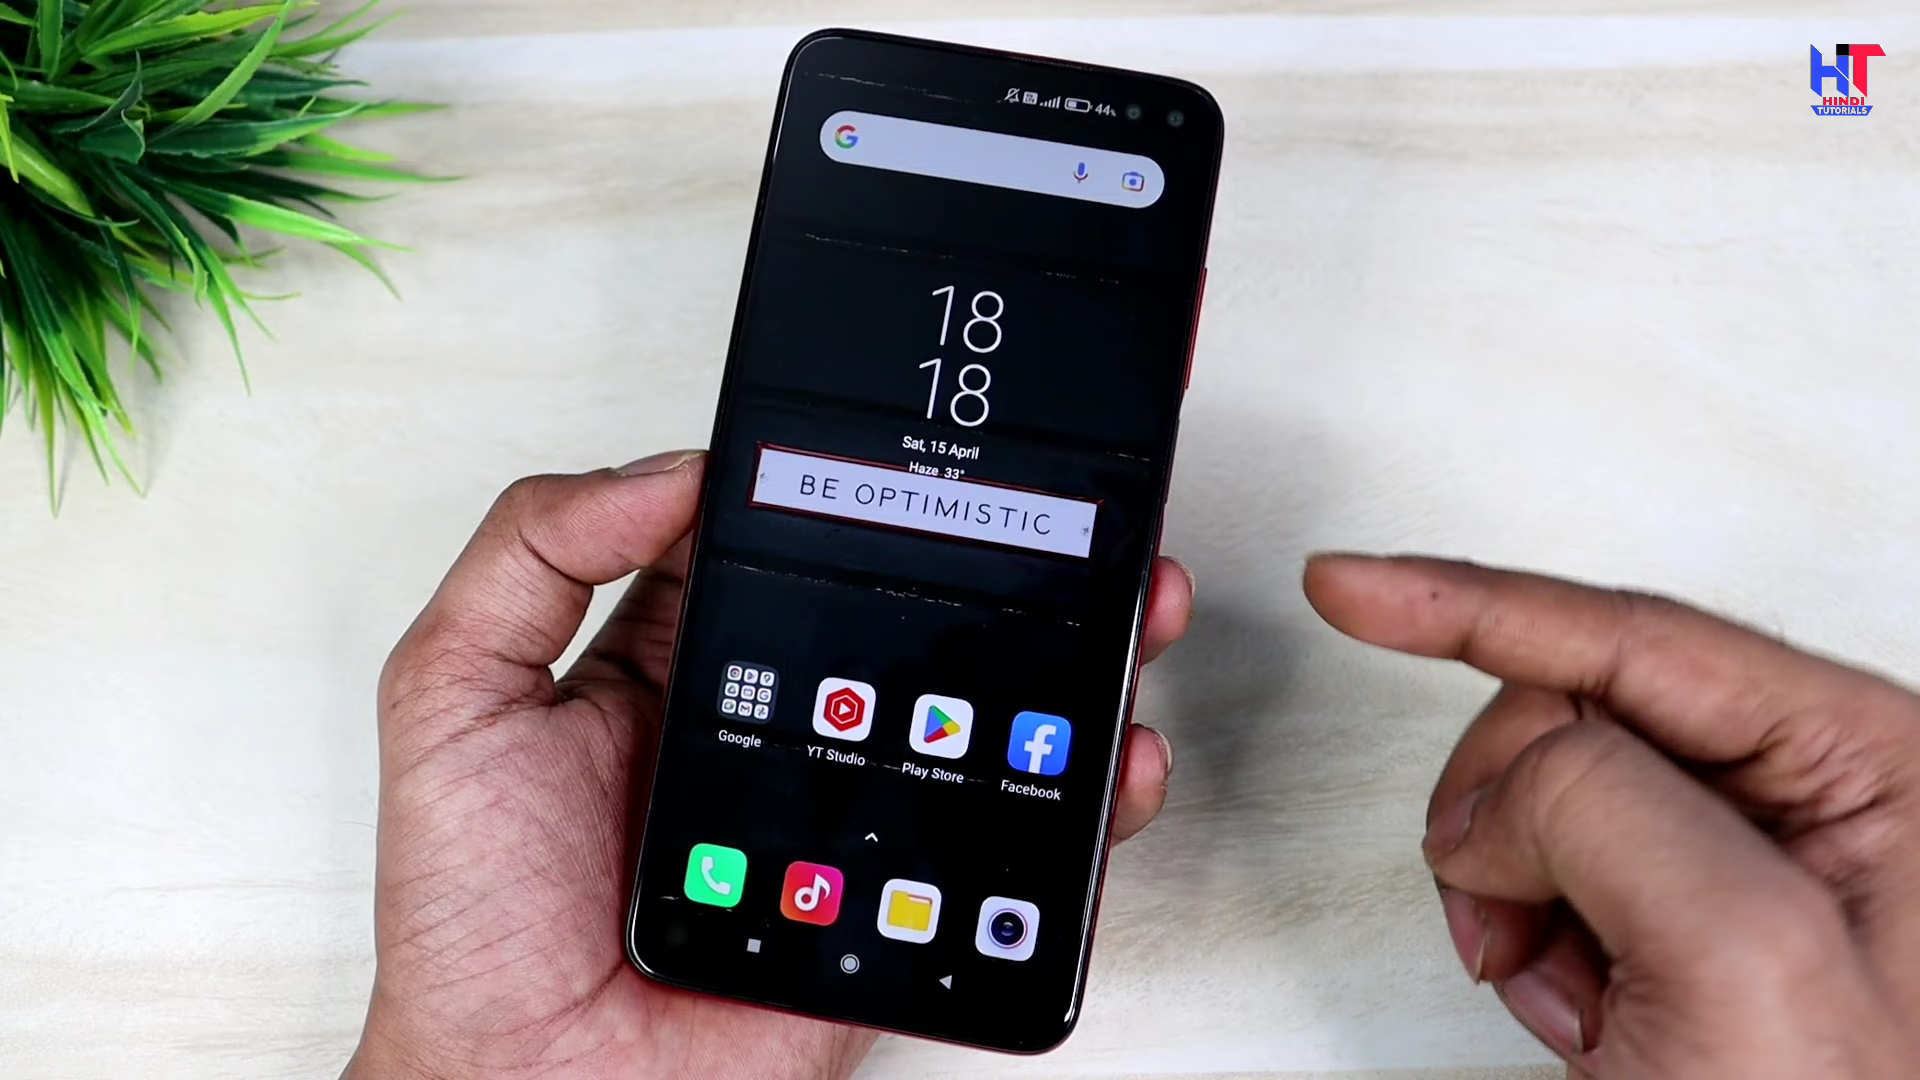 HT
HINDI
TUTORIALS
44%
18
18
Sat, 15 April
Haze 33°
BE OPTIMISTIC
Google
YT Studio
Play Store
Facebook